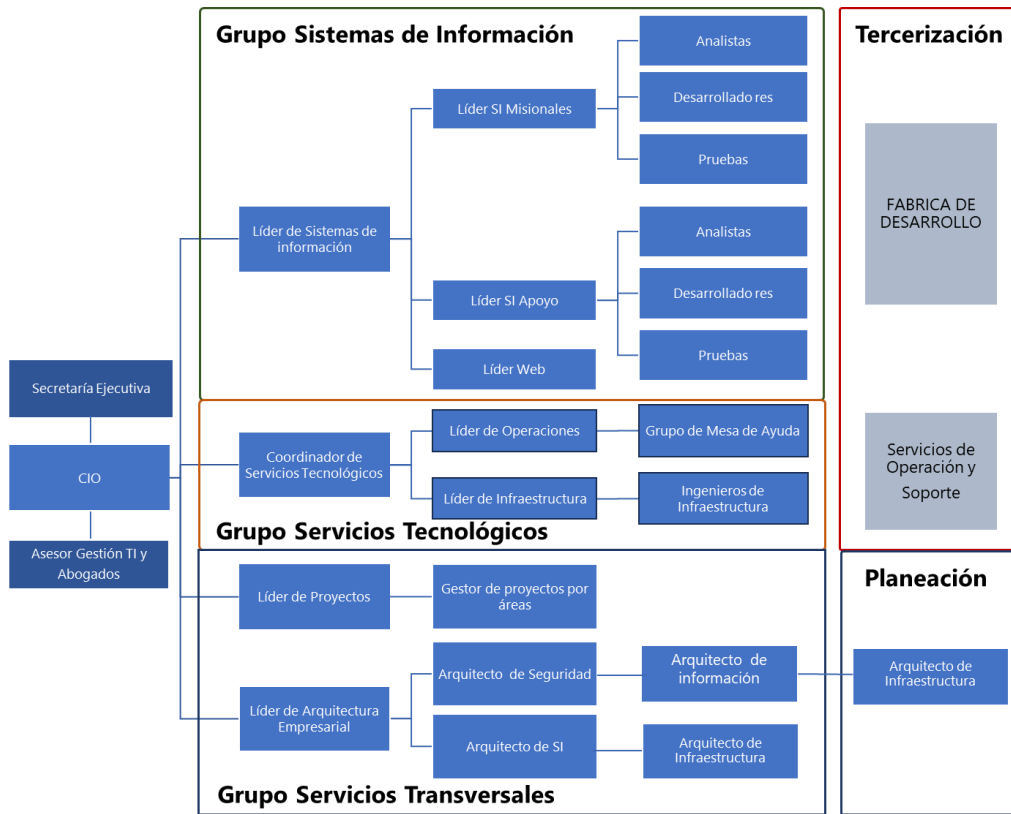 Grupo Sistemas de Información
Analistas
Desarrollado res
Líder SI Misionales
Pruebas
Líder de Sistemas de
información
Analistas
Desarrollado res
Líder SI Apoyo
Pruebas
Líder Web
Secretaría Ejecutiva
CIO
Asesor Gestión TI y
Abogados
Coordinador de
Servicios Tecnológicos
Líder de Operaciones
Grupo de Mesa de Ayuda
Líder de Infraestructura
Ingenieros de
Infraestructura
Grupo Servicios Tecnológicos
Líder de Proyectos
Gestor de proyectos por
áreas
Líder de Arquitectura
Empresarial
Arquitecto de Seguridad
Arquitecto de
información
Arquitecto de SI
Arquitecto de
Infraestructura
Grupo Servicios Transversales
Tercerización
FABRICA DE
DESARROLLO
Servicios de
Operación y
Soporte
Planeación
Arquitecto de
Infraestructura